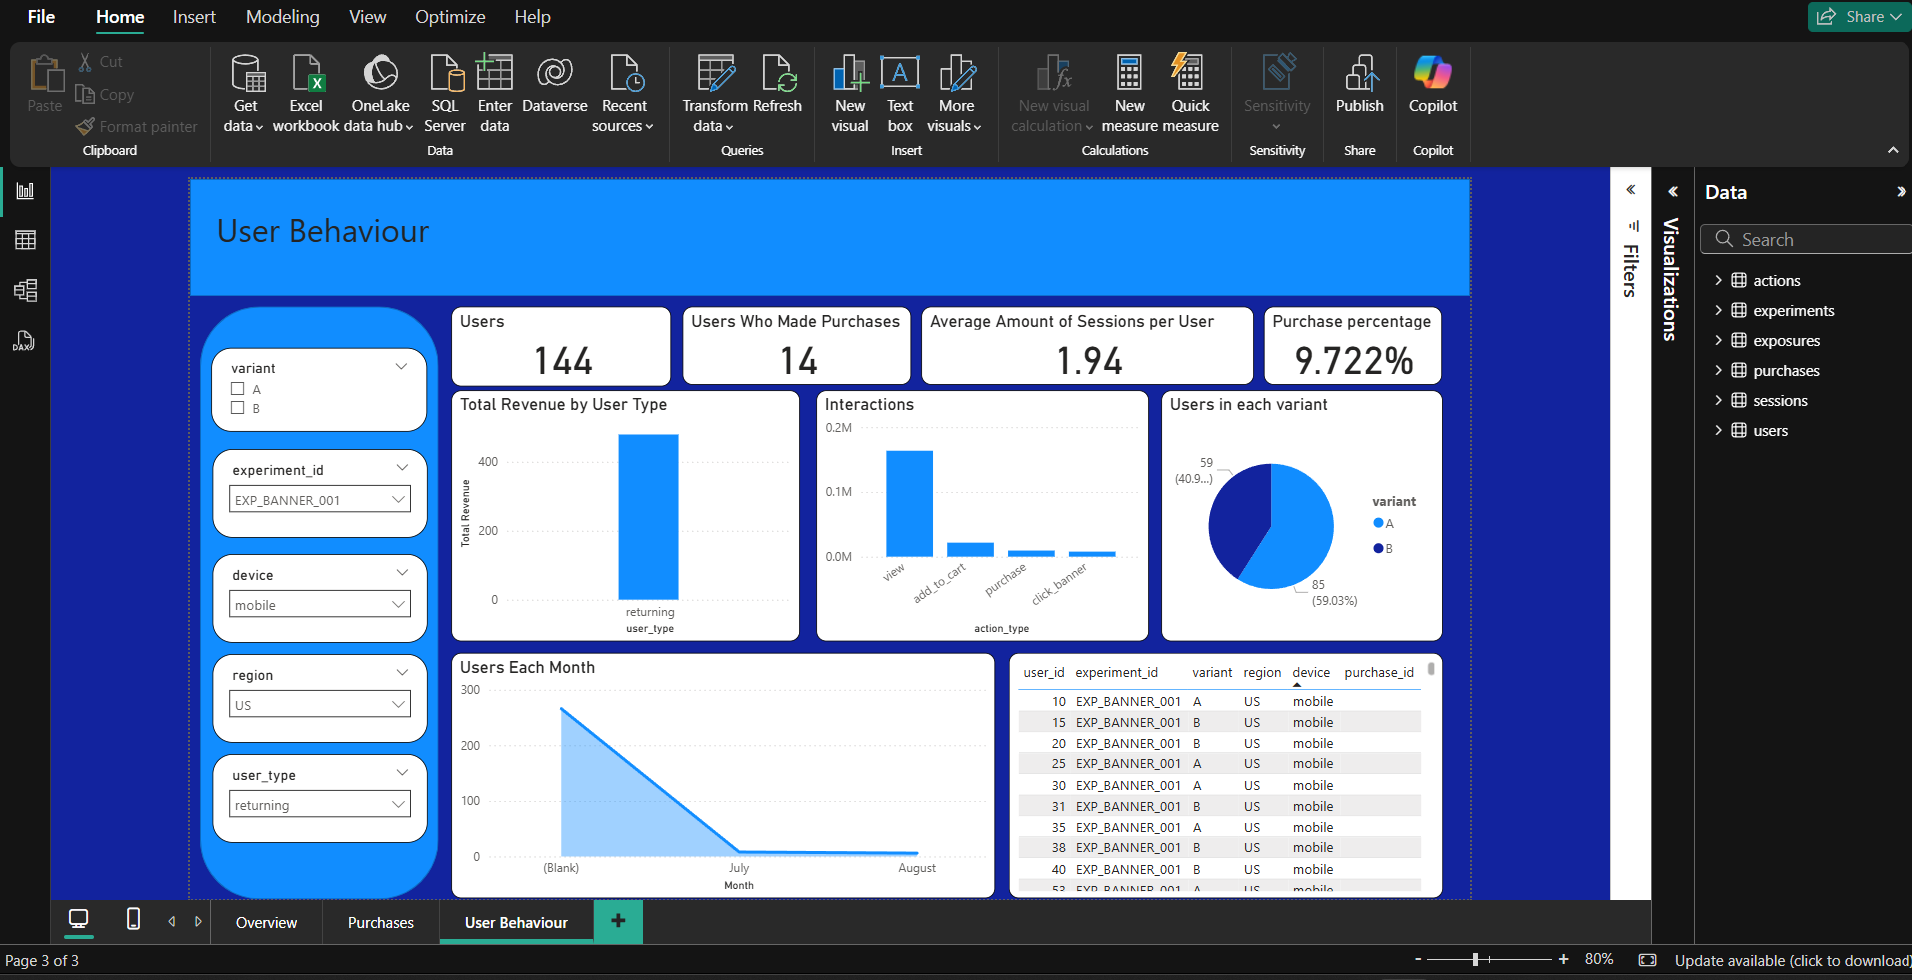 File
Home
Insert
Modeling
View
Optimize
Help
Share
Paste
Cut
Copy
Format painter
Clipboard
Get data
Excel workbook
OneLake data hub
SQL Server
Enter data
Dataverse
Recent sources
Data
Transform data
Refresh
Queries
New visual
Text box
More visuals
Insert
New visual calculation
New measure
Quick measure
Calculations
Sensitivity
Sensitivity
Publish
Share
Copilot
Copilot
User Behaviour
variant
A
B
experiment_id
EXP_BANNER_001
device
mobile
region
US
user_type
returning
Users
144
Users Who Made Purchases
14
Average Amount of Sessions per User
1.94
Purchase percentage
9.722%
Total Revenue by User Type
Total Revenue
400
200
0
returning
user_type
Interactions
0.2M
0.1M
0.0M
view
add_to_cart
purchase
click_banner
action_type
Users in each variant
59
(40.9...)
85
(59.03%)
variant
A
B
Users Each Month
300
200
100
0
(Blank)
July
August
Month
user_id experiment_id variant region device purchase_id
10 EXP_BANNER_001 A US mobile
15 EXP_BANNER_001 B US mobile
20 EXP_BANNER_001 B US mobile
25 EXP_BANNER_001 A US mobile
30 EXP_BANNER_001 A US mobile
31 EXP_BANNER_001 B US mobile
35 EXP_BANNER_001 A US mobile
38 EXP_BANNER_001 B US mobile
40 EXP_BANNER_001 B US mobile
53 EXP_BANNER_001 A US mobile
Filters
Visualizations
Data
Search
actions
experiments
exposures
purchases
sessions
users
DAX
Overview
Purchases
User Behaviour
+
Page 3 of 3
- + 80%
Update available (click to download)